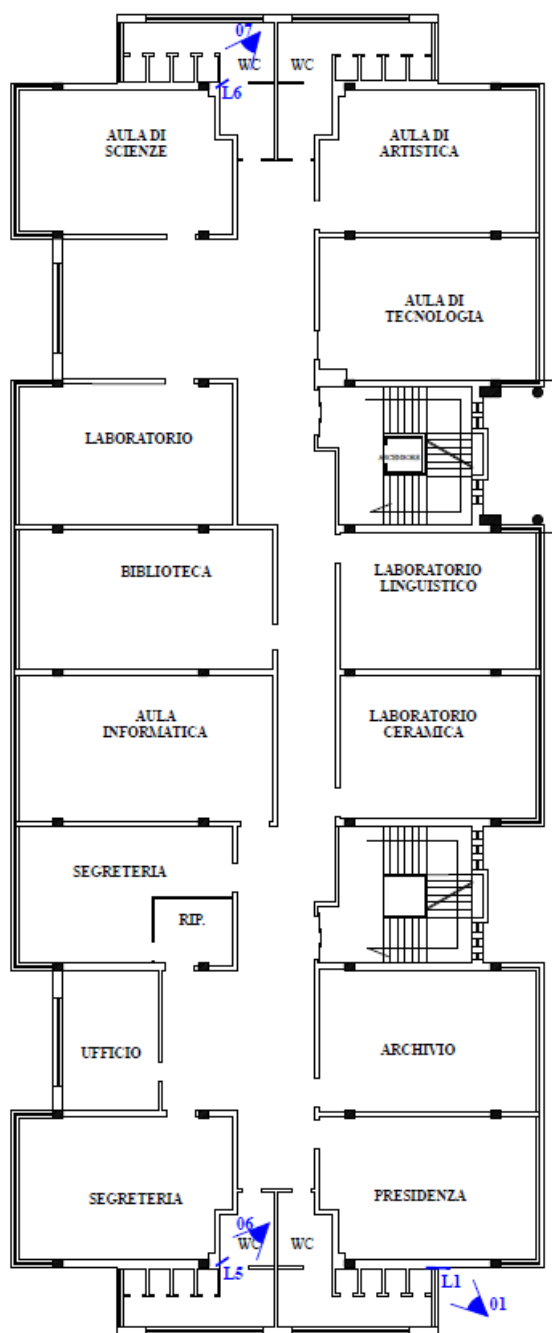 07
WC
WC
L6
AULA DI
SCIENZE
AULA DI
ARTISTICA
AULA DI
TECNOLOGIA
LABORATORIO
BIBLIOTECA
LABORATORIO
LINGUISTICO
AULA
INFORMATICA
LABORATORIO
CERAMICA
SEGRETERIA
RIP.
UFFICIO
ARCHIVIO
SEGRETERIA
PRESIDENZA
06
WC
WC
L5
L1
01